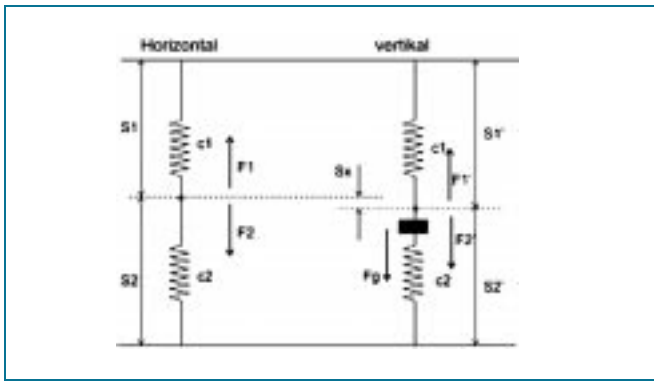 Horizontal
vertikal
S1
c1
F1
Sx
c1
F1'
S1'
F2
F2'
S2
c2
Fg
c2
S2'